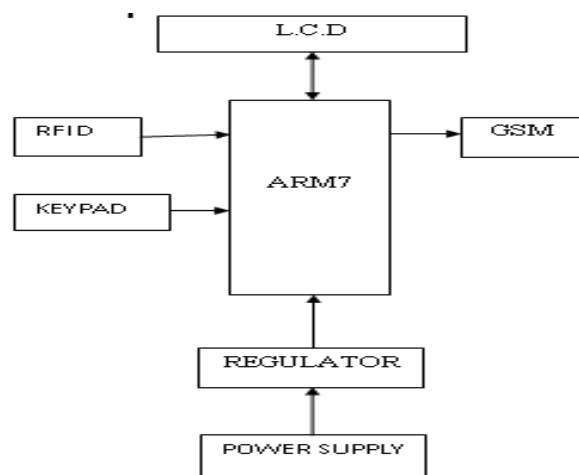 L.C.D
RFID
GSM
ARM7
KEYPAD
REGULATOR
POWER SUPPLY